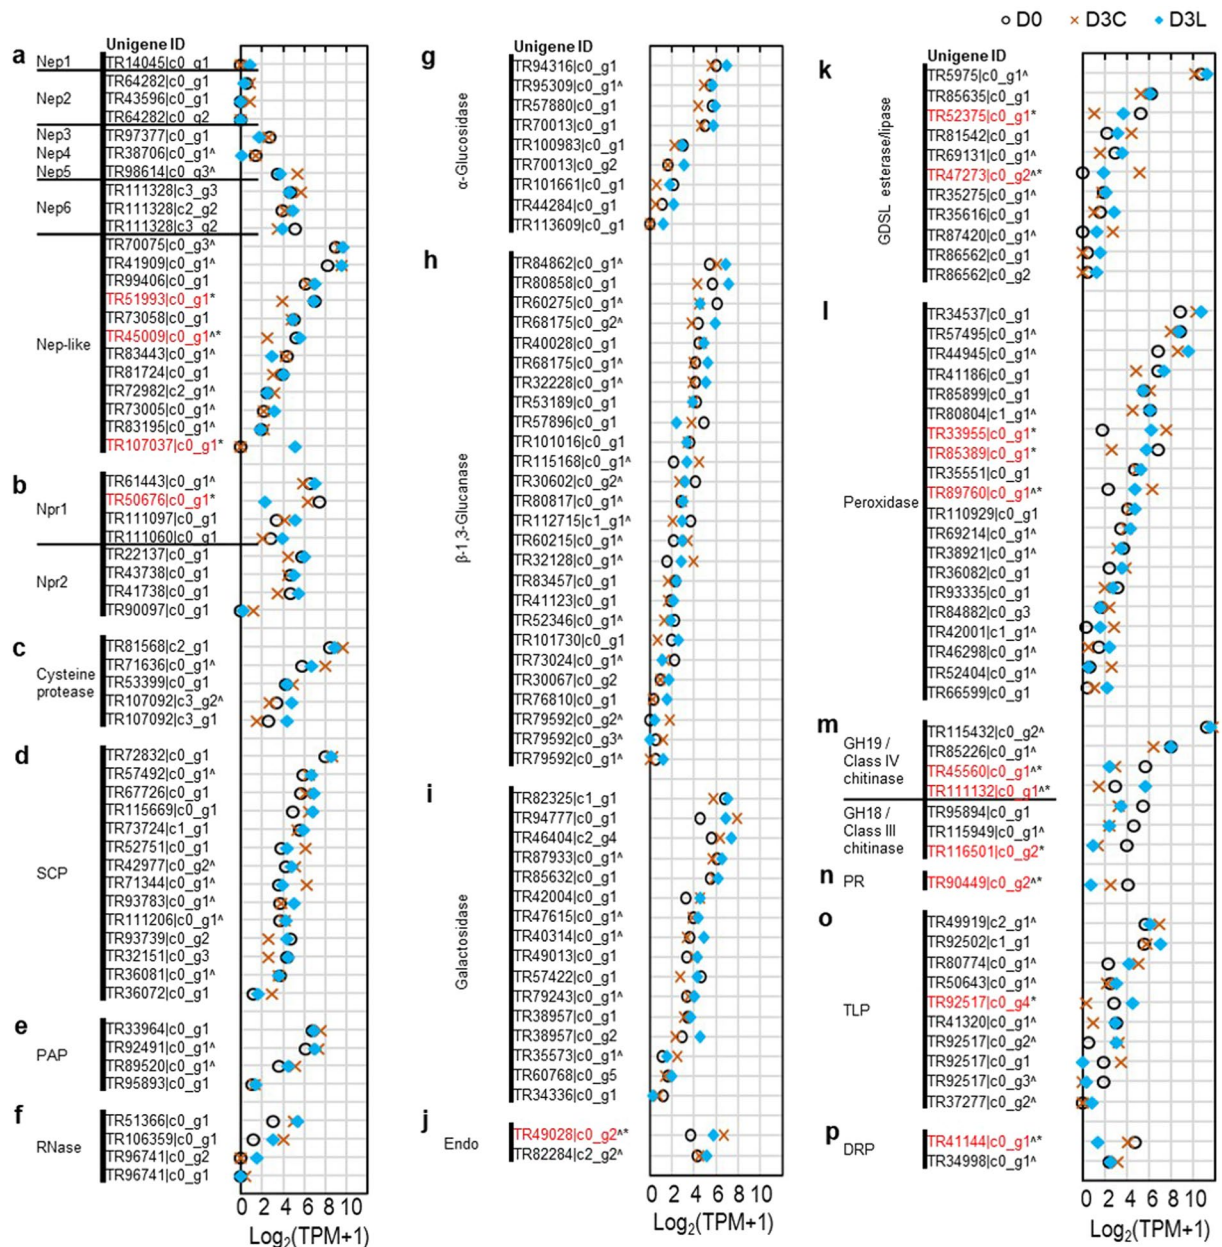 D0 D3C D3L
a
Unigene ID
Nep1
TR14045|c0_g1
Nep2
TR64282|c0_g1
TR43596|c0_g1
TR64282|c0_g2
Nep3
TR97377|c0_g1
Nep4
TR38706|c0_g1^
Nep5
TR98614|c0_g3^
Nep6
TR111328|c3_g3
TR111328|c2_g2
TR111328|c3_g2
Nep-like
TR70075|c0_g3^
TR41909|c0_g1^
TR99406|c0_g1
TR51993|c0_g1*
TR73058|c0_g1
TR45009|c0_g1^*
TR83443|c0_g1^
TR81724|c0_g1
TR72982|c2_g1^
TR73005|c0_g1^
TR83195|c0_g1^
TR107037|c0_g1*
b
Npr1
TR61443|c0_g1^
TR50676|c0_g1*
TR111097|c0_g1
TR111060|c0_g1
Npr2
TR22137|c0_g1
TR43738|c0_g1
TR41738|c0_g1
TR90097|c0_g1
c
Cysteine
protease
TR81568|c2_g1
TR71636|c0_g1^
TR53399|c0_g1
TR107092|c3_g2^
TR107092|c3_g1
d
SCP
TR72832|c0_g1
TR57492|c0_g1^
TR67726|c0_g1
TR115669|c0_g1
TR73724|c1_g1
TR52751|c0_g1
TR42977|c0_g2^
TR71344|c0_g1^
TR93783|c0_g1^
TR111206|c0_g1^
TR93739|c0_g2
TR32151|c0_g3
TR36081|c0_g1^
TR36072|c0_g1
e
PAP
TR33964|c0_g1
TR92491|c0_g1^
TR89520|c0_g1^
TR95893|c0_g1
f
RNase
TR51366|c0_g1
TR106359|c0_g1
TR96741|c0_g2
TR96741|c0_g1
0 2 4 6 8 10
Log2(TPM+1)
g
Unigene ID
α-Glucosidase
TR94316|c0_g1
TR95309|c0_g1^
TR57880|c0_g1
TR70013|c0_g1
TR100983|c0_g1
TR70013|c0_g2
TR101661|c0_g1
TR44284|c0_g1
TR113609|c0_g1
h
β-1,3-Glucanase
TR84862|c0_g1^
TR80858|c0_g1
TR60275|c0_g1^
TR68175|c0_g2^
TR40028|c0_g1
TR68175|c0_g1^
TR32228|c0_g1^
TR53189|c0_g1
TR57896|c0_g1
TR101016|c0_g1
TR115168|c0_g1^
TR30602|c0_g2^
TR80817|c0_g1^
TR112715|c1_g1^
TR60215|c0_g1^
TR32128|c0_g1^
TR83457|c0_g1
TR41123|c0_g1
TR52346|c0_g1^
TR101730|c0_g1
TR73024|c0_g1^
TR30067|c0_g2
TR76810|c0_g1
TR79592|c0_g2^
TR79592|c0_g3^
TR79592|c0_g1^
i
Galactosidase
TR82325|c1_g1
TR94777|c0_g1
TR46404|c2_g4
TR87933|c0_g1^
TR85632|c0_g1
TR42004|c0_g1
TR47615|c0_g1^
TR40314|c0_g1^
TR49013|c0_g1
TR57422|c0_g1
TR79243|c0_g1^
TR38957|c0_g1
TR38957|c0_g2
TR35573|c0_g1^
TR60768|c0_g5
TR34336|c0_g1
j
Endo
TR49028|c0_g2^*
TR82284|c2_g2^
0 2 4 6 8 10
Log2(TPM+1)
k
Unigene ID
GDSL esterase/lipase
TR5975|c0_g1^
TR85635|c0_g1
TR52375|c0_g1*
TR81542|c0_g1
TR69131|c0_g1^
TR47273|c0_g2^*
TR35275|c0_g1^
TR35616|c0_g1
TR87420|c0_g1^
TR86562|c0_g1
TR86562|c0_g2
l
Peroxidase
TR34537|c0_g1
TR57495|c0_g1^
TR44945|c0_g1^
TR41186|c0_g1
TR85899|c0_g1
TR80804|c1_g1^
TR33955|c0_g1*
TR85389|c0_g1*
TR35551|c0_g1
TR89760|c0_g1^*
TR110929|c0_g1
TR69214|c0_g1^
TR38921|c0_g1^
TR36082|c0_g1
TR93335|c0_g1
TR84882|c0_g3
TR42001|c1_g1^
TR46298|c0_g1^
TR52404|c0_g1^
TR66599|c0_g1
m
GH19 /
Class IV
chitinase
TR115432|c0_g2^
TR85226|c0_g1^
TR45560|c0_g1^*
TR111132|c0_g1^*
GH18 /
Class III
chitinase
TR95894|c0_g1
TR115949|c0_g1^
TR116501|c0_g2*
n
PR
TR90449|c0_g2^*
o
TLP
TR49919|c2_g1^
TR92502|c1_g1
TR80774|c0_g1^
TR50643|c0_g1^
TR92517|c0_g4*
TR41320|c0_g1^
TR92517|c0_g2^
TR92517|c0_g1
TR92517|c0_g3^
TR37277|c0_g2^
p
DRP
TR41144|c0_g1^*
TR34998|c0_g1^
0 2 4 6 8 10
Log2(TPM+1)